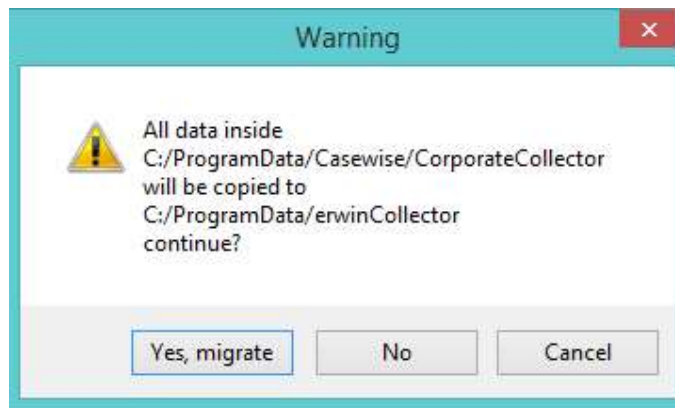 Warning
All data inside
C:/ProgramData/Casewise/CorporateCollector
will be copied to
C:/ProgramData/erwinCollector
continue?
Yes, migrate
No
Cancel